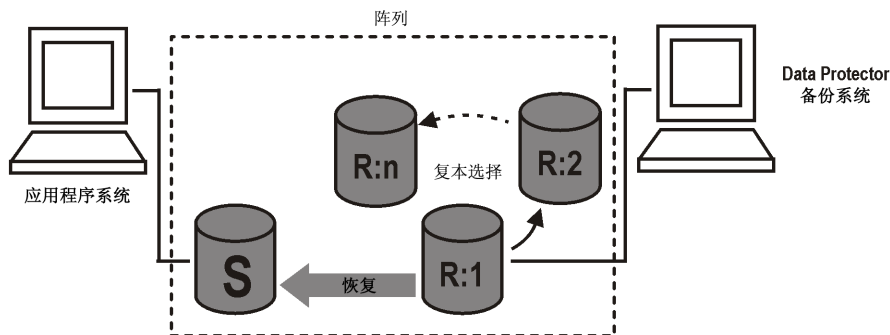 阵列
Data Protector
备份系统
应用程序系统
R:n
复本选择
R:2
S
恢复
R:1